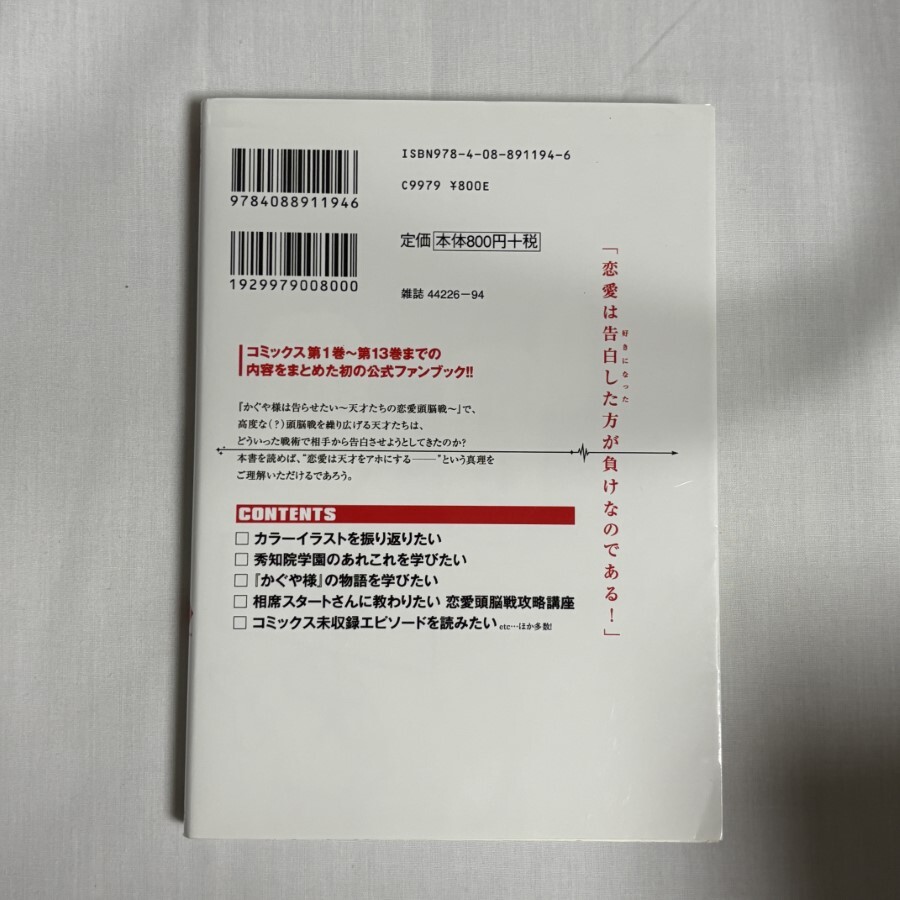 ISBN978-4-08-891194-6
C9979 ¥800E
9784088911946
定価 本体800円+税
1929979008000
雑誌 44226-94
「恋愛は告白した方が負けなのである!」
好きになった
コミックス第1巻~第13巻までの
内容をまとめた初の公式ファンブック!!
『かぐや様は告らせたい~天才たちの恋愛頭脳戦~』で、
高度な(?)頭脳戦を繰り広げる天才たちは、
どういった戦術で相手から告白させようとしてきたのか?
本書を読めば、“恋愛は天才をアホにする――”という真理を
ご理解いただけるであろう。
CONTENTS
□ カラーイラストを振り返りたい
□ 秀知院学園のあれこれを学びたい
□ 『かぐや様』の物語を学びたい
□ 相席スタートさんに教わりたい 恋愛頭脳戦攻略講座
□ コミックス未収録エピソードを読みたい etc…ほか多数!